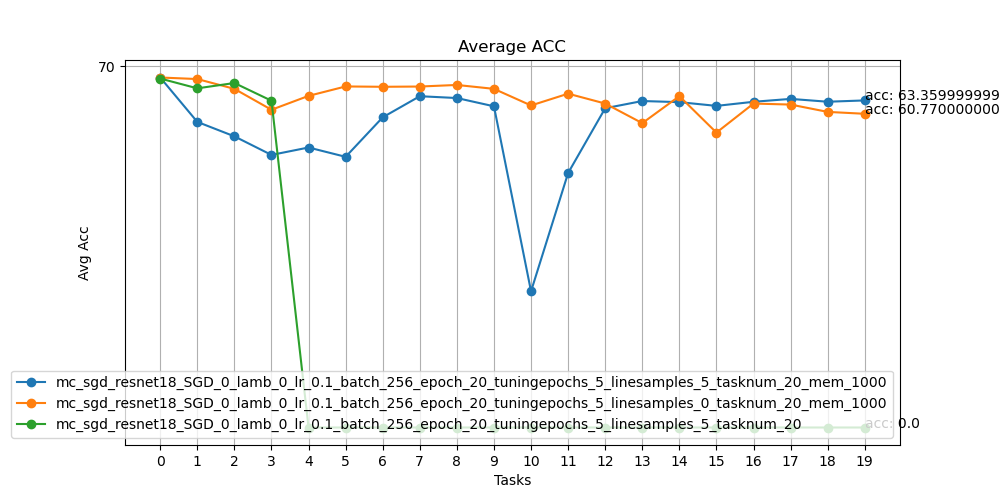 Average ACC
70
Avg Acc
acc: 63.359999999
acc: 60.770000000
mc_sgd_resnet18_SGD_0_lamb_0_lr_0.1_batch_256_epoch_20_tuningepochs_5_linesamples_5_tasknum_20_mem_1000
mc_sgd_resnet18_SGD_0_lamb_0_lr_0.1_batch_256_epoch_20_tuningepochs_5_linesamples_0_tasknum_20_mem_1000
mc_sgd_resnet18_SGD_0_lamb_0_lr_0.1_batch_256_epoch_20_tuningepochs_5_linesamples_5_tasknum_20
acc: 0.0
0 1 2 3 4 5 6 7 8 9 10 11 12 13 14 15 16 17 18 19
Tasks